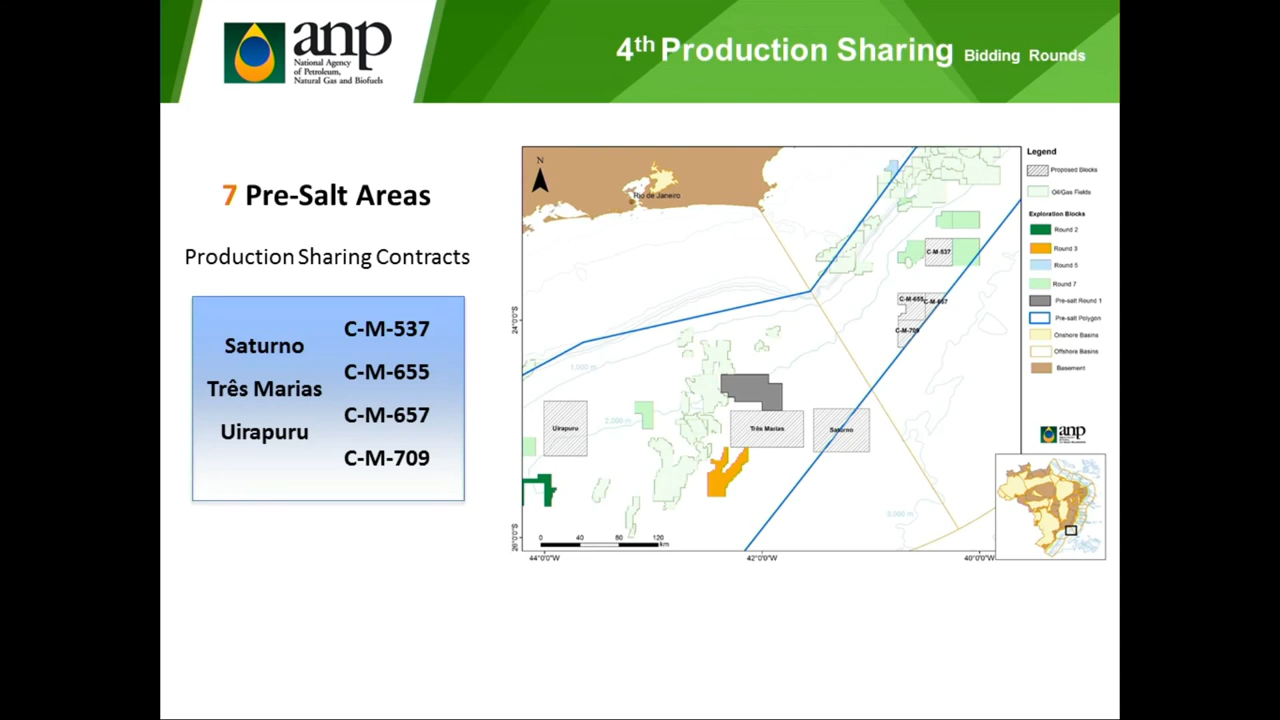 anp
National Agency
of Petroleum,
Natural Gas and Biofuels
4th Production Sharing Bidding Rounds
7 Pre-Salt Areas
Production Sharing Contracts
Saturno
Três Marias
Uirapuru
C-M-537
C-M-655
C-M-657
C-M-709
N
Rio de Janeiro
C-M-537
C-M-655
C-M-657
C-M-709
1,000 m
2,000 m
Uirapuru
Três Marias
Saturno
24°0'0"S
26°0'0"S
0 40 80 120
km
44°0'0"W
42°0'0"W
40°0'0"W
Legend
Proposed Blocks
Oil/Gas Fields
Exploration Blocks
Round 2
Round 3
Round 5
Round 7
Pre-salt Round 1
Pre-salt Polygon
Onshore Basins
Offshore Basins
Basement
anp